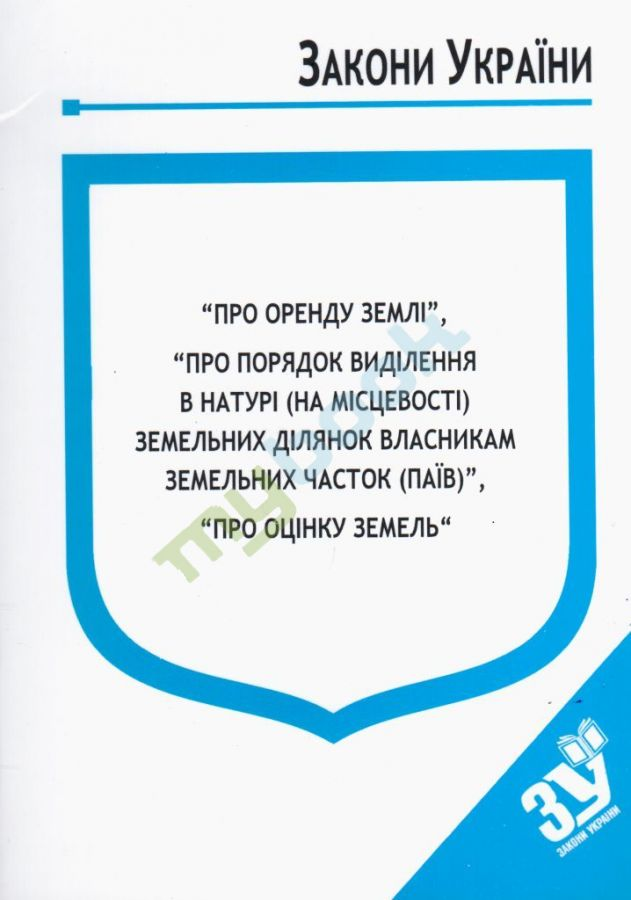 Закони України
“ПРО ОРЕНДУ ЗЕМЛІ”,
“ПРО ПОРЯДОК ВИДІЛЕННЯ
В НАТУРІ (НА МІСЦЕВОСТІ)
ЗЕМЕЛЬНИХ ДІЛЯНОК ВЛАСНИКАМ
ЗЕМЕЛЬНИХ ЧАСТОК (ПАЇВ)”,
“ПРО ОЦІНКУ ЗЕМЕЛЬ“
mybook
ЗУ
ЗАКОНИ УКРАЇНИ